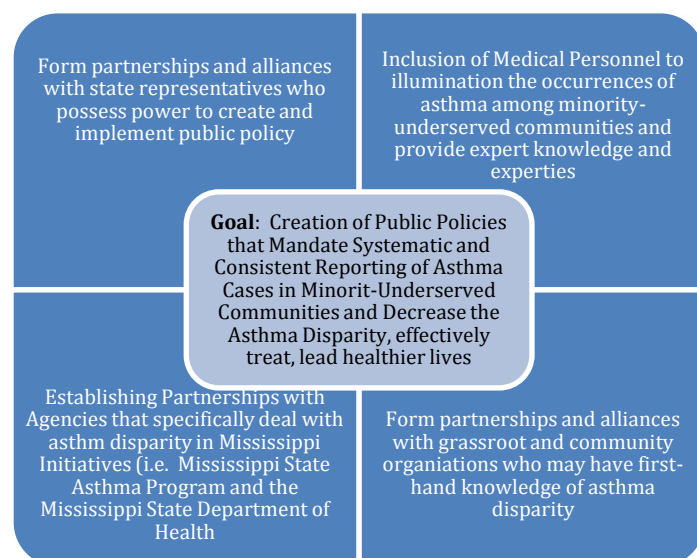 Form partnerships and alliances
with state representatives who
possess power to create and
implement public policy
Inclusion of Medical Personnel to
illumination the occurrences of
asthma among minority-
underserved communities and
provide expert knowledge and
experties
Goal: Creation of Public Policies
that Mandate Systematic and
Consistent Reporting of Asthma
Cases in Minorit-Underserved
Communities and Decrease the
Asthma Disparity, effectively
treat, lead healthier lives
Establishing Partnerships with
Agencies that specifically deal with
asthm disparity in Mississippi
Initiatives (i.e. Mississippi State
Asthma Program and the
Mississippi State Department of
Health
Form partnerships and alliances
with grassroot and community
organiations who may have first-
hand knowledge of asthma
disparity